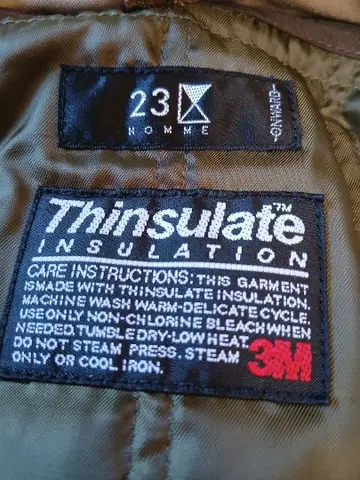 23
HOMME
ONWARD
Thinsulate™
INSULATION
CARE INSTRUCTIONS: THIS GARMENT
IS MADE WITH THINSULATE INSULATION.
MACHINE WASH WARM-DELICATE CYCLE.
USE ONLY NON-CHLORINE BLEACH WHEN
NEEDED. TUMBLE DRY-LOW HEAT.
DO NOT STEAM PRESS. STEAM
ONLY OR COOL IRON.
3M